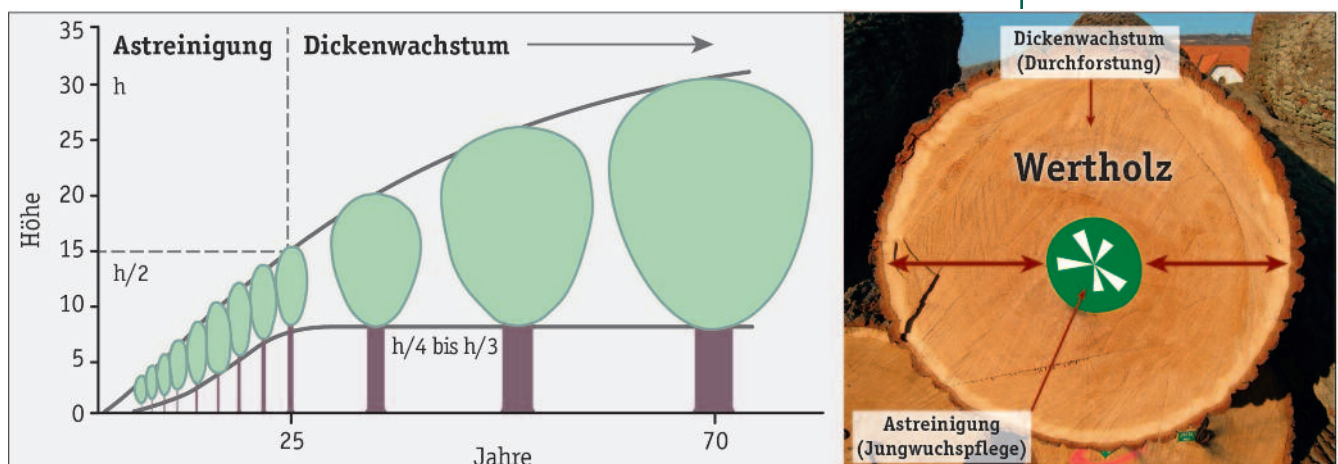 35
30
25
20
15
10
5
0
Höhe
Astreinigung
Dickenwachstum
h
h/2
h/4 bis h/3
25
70
Jahre
Dickenwachstum
(Durchforstung)
Wertholz
Astreinigung
(Jungwuchspflege)